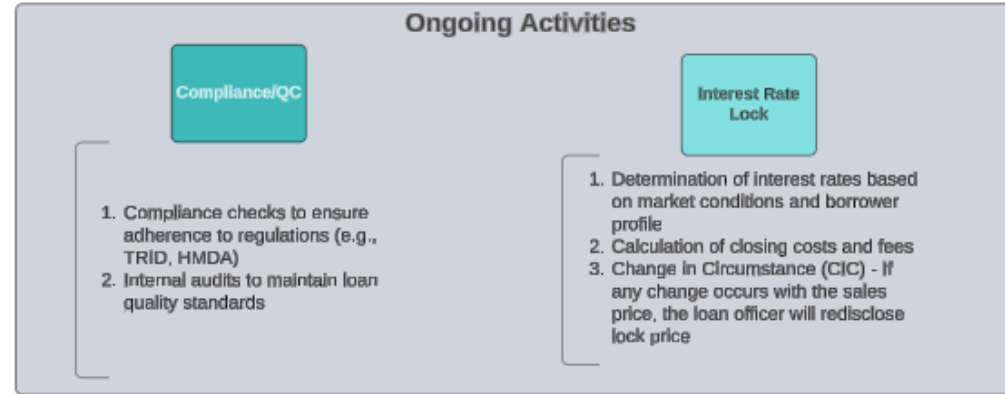 Ongoing Activities
Compliance/QC
1. Compliance checks to ensure
adherence to regulations (e.g.,
TRID, HMDA)
2. Internal audits to maintain loan
quality standards
Interest Rate
Lock
1. Determination of interest rates based
on market conditions and borrower
profile
2. Calculation of closing costs and fees
3. Change in Circumstance (CIC) - If
any change occurs with the sales
price, the loan officer will redisclose
lock price